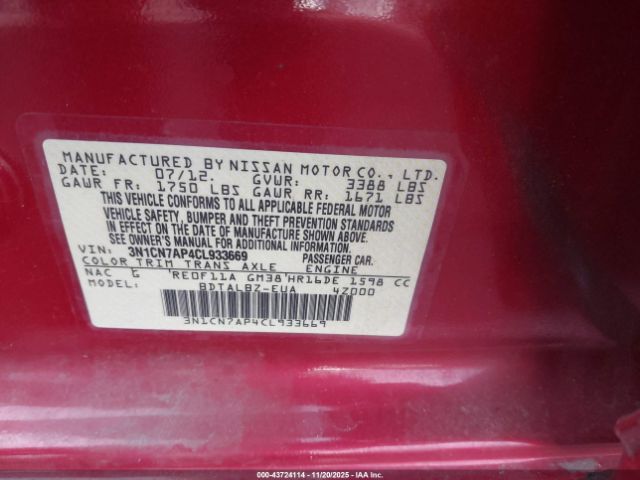 MANUFACTURED BY NISSAN MOTOR CO., LTD.
DATE: 07/12. GVWR: 3388 LBS
GAWR FR: 1750 LBS GAWR RR: 1671 LBS
THIS VEHICLE CONFORMS TO ALL APPLICABLE FEDERAL MOTOR
VEHICLE SAFETY, BUMPER AND THEFT PREVENTION STANDARDS
IN EFFECT ON THE DATE OF MANUFACTURE SHOWN ABOVE.
SEE OWNER'S MANUAL FOR ADDITIONAL INFORMATION.
VIN: 3N1CN7AP4CL933669 PASSENGER CAR.
COLOR TRIM TRANS AXLE ENGINE
NAC G RE0F11A GM38 HR16DE 1598 CC
MODEL: BDTALBZ-EUA 4Z000
3N1CN7AP4CL933669
000-43724114 | 11/20/2025 | IAA Inc.